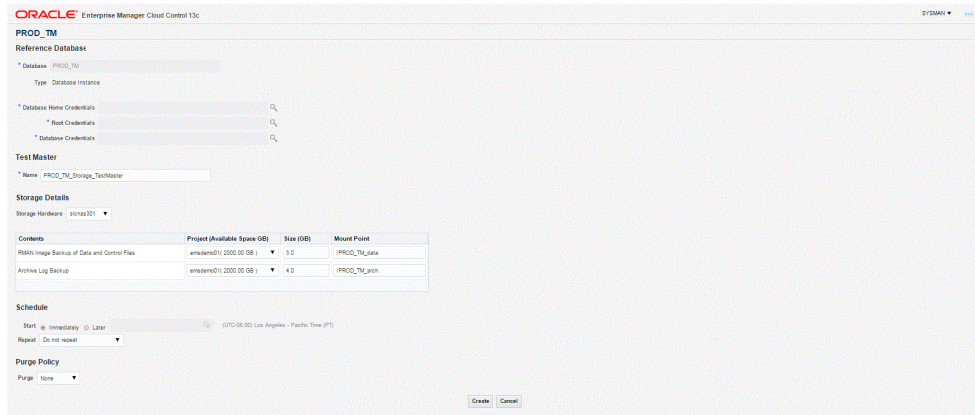 ORACLE Enterprise Manager Cloud Control 13c
SYSMAN ▼
PROD_TM
Reference Database
* Database PROD_TM
Type Database Instance
* Database Home Credentials
* Root Credentials
* Database Credentials
Test Master
* Name PROD_TM_Storage_TestMaster
Storage Details
Storage Hardware slcnas301 ▼
Contents Project (Available Space GB) Size (GB) Mount Point
RMAN Image Backup of Data and Control Files emsdemo01( 2000.00 GB ) ▼ 3.0 /PROD_TM_data
Archive Log Backup emsdemo01( 2000.00 GB ) ▼ 4.0 /PROD_TM_arch
Schedule
Start Immediately Later (UTC-08:00) Los Angeles - Pacific Time (PT)
Repeat Do not repeat ▼
Purge Policy
Purge None ▼
Create Cancel